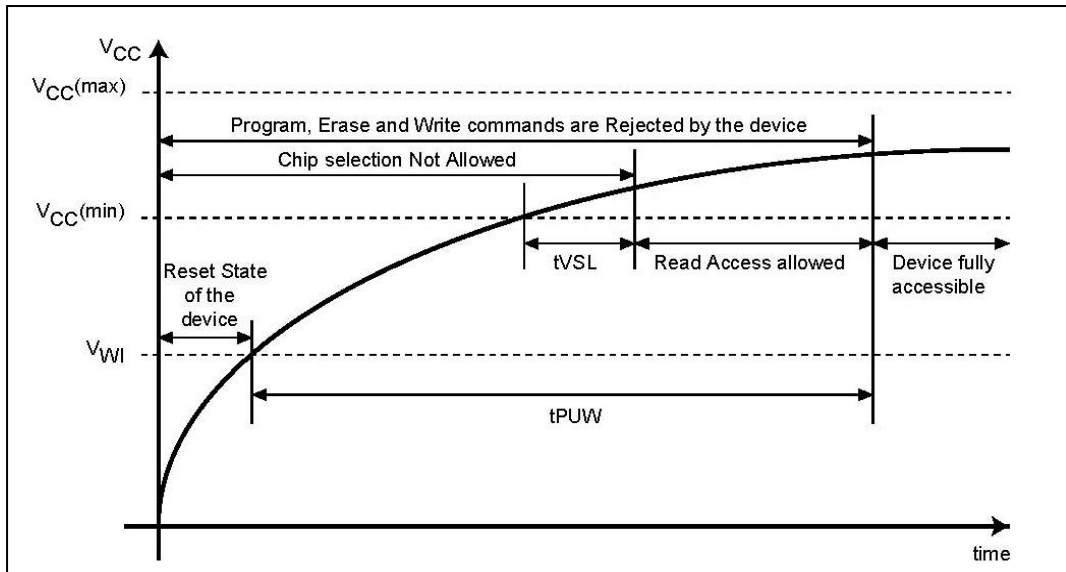 VCC
VCC(max)
Program, Erase and Write commands are Rejected by the device
Chip selection Not Allowed
VCC(min)
tVSL
Read Access allowed
Device fully
accessible
Reset State
of the
device
VWI
tPUW
time